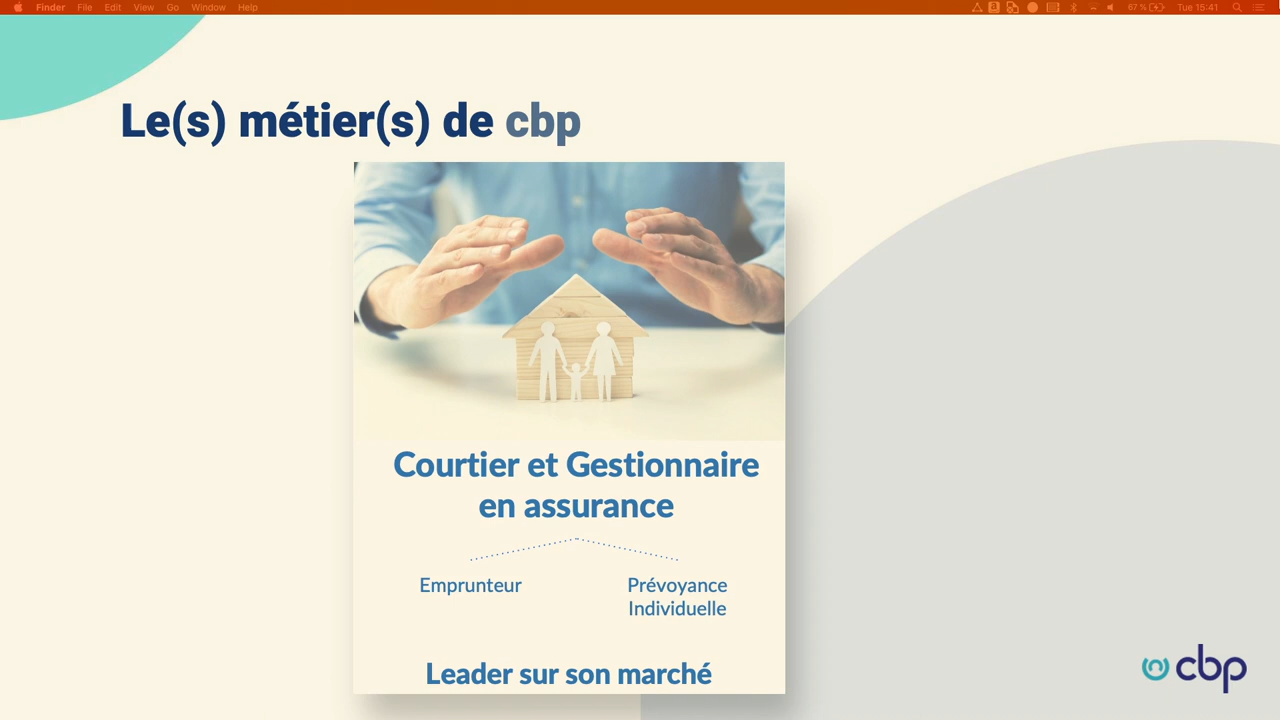 Finder File Edit View Go Window Help
67 % Tue 15:41
Le(s) métier(s) de cbp
Courtier et Gestionnaire
en assurance
Emprunteur
Prévoyance
Individuelle
Leader sur son marché
cbp